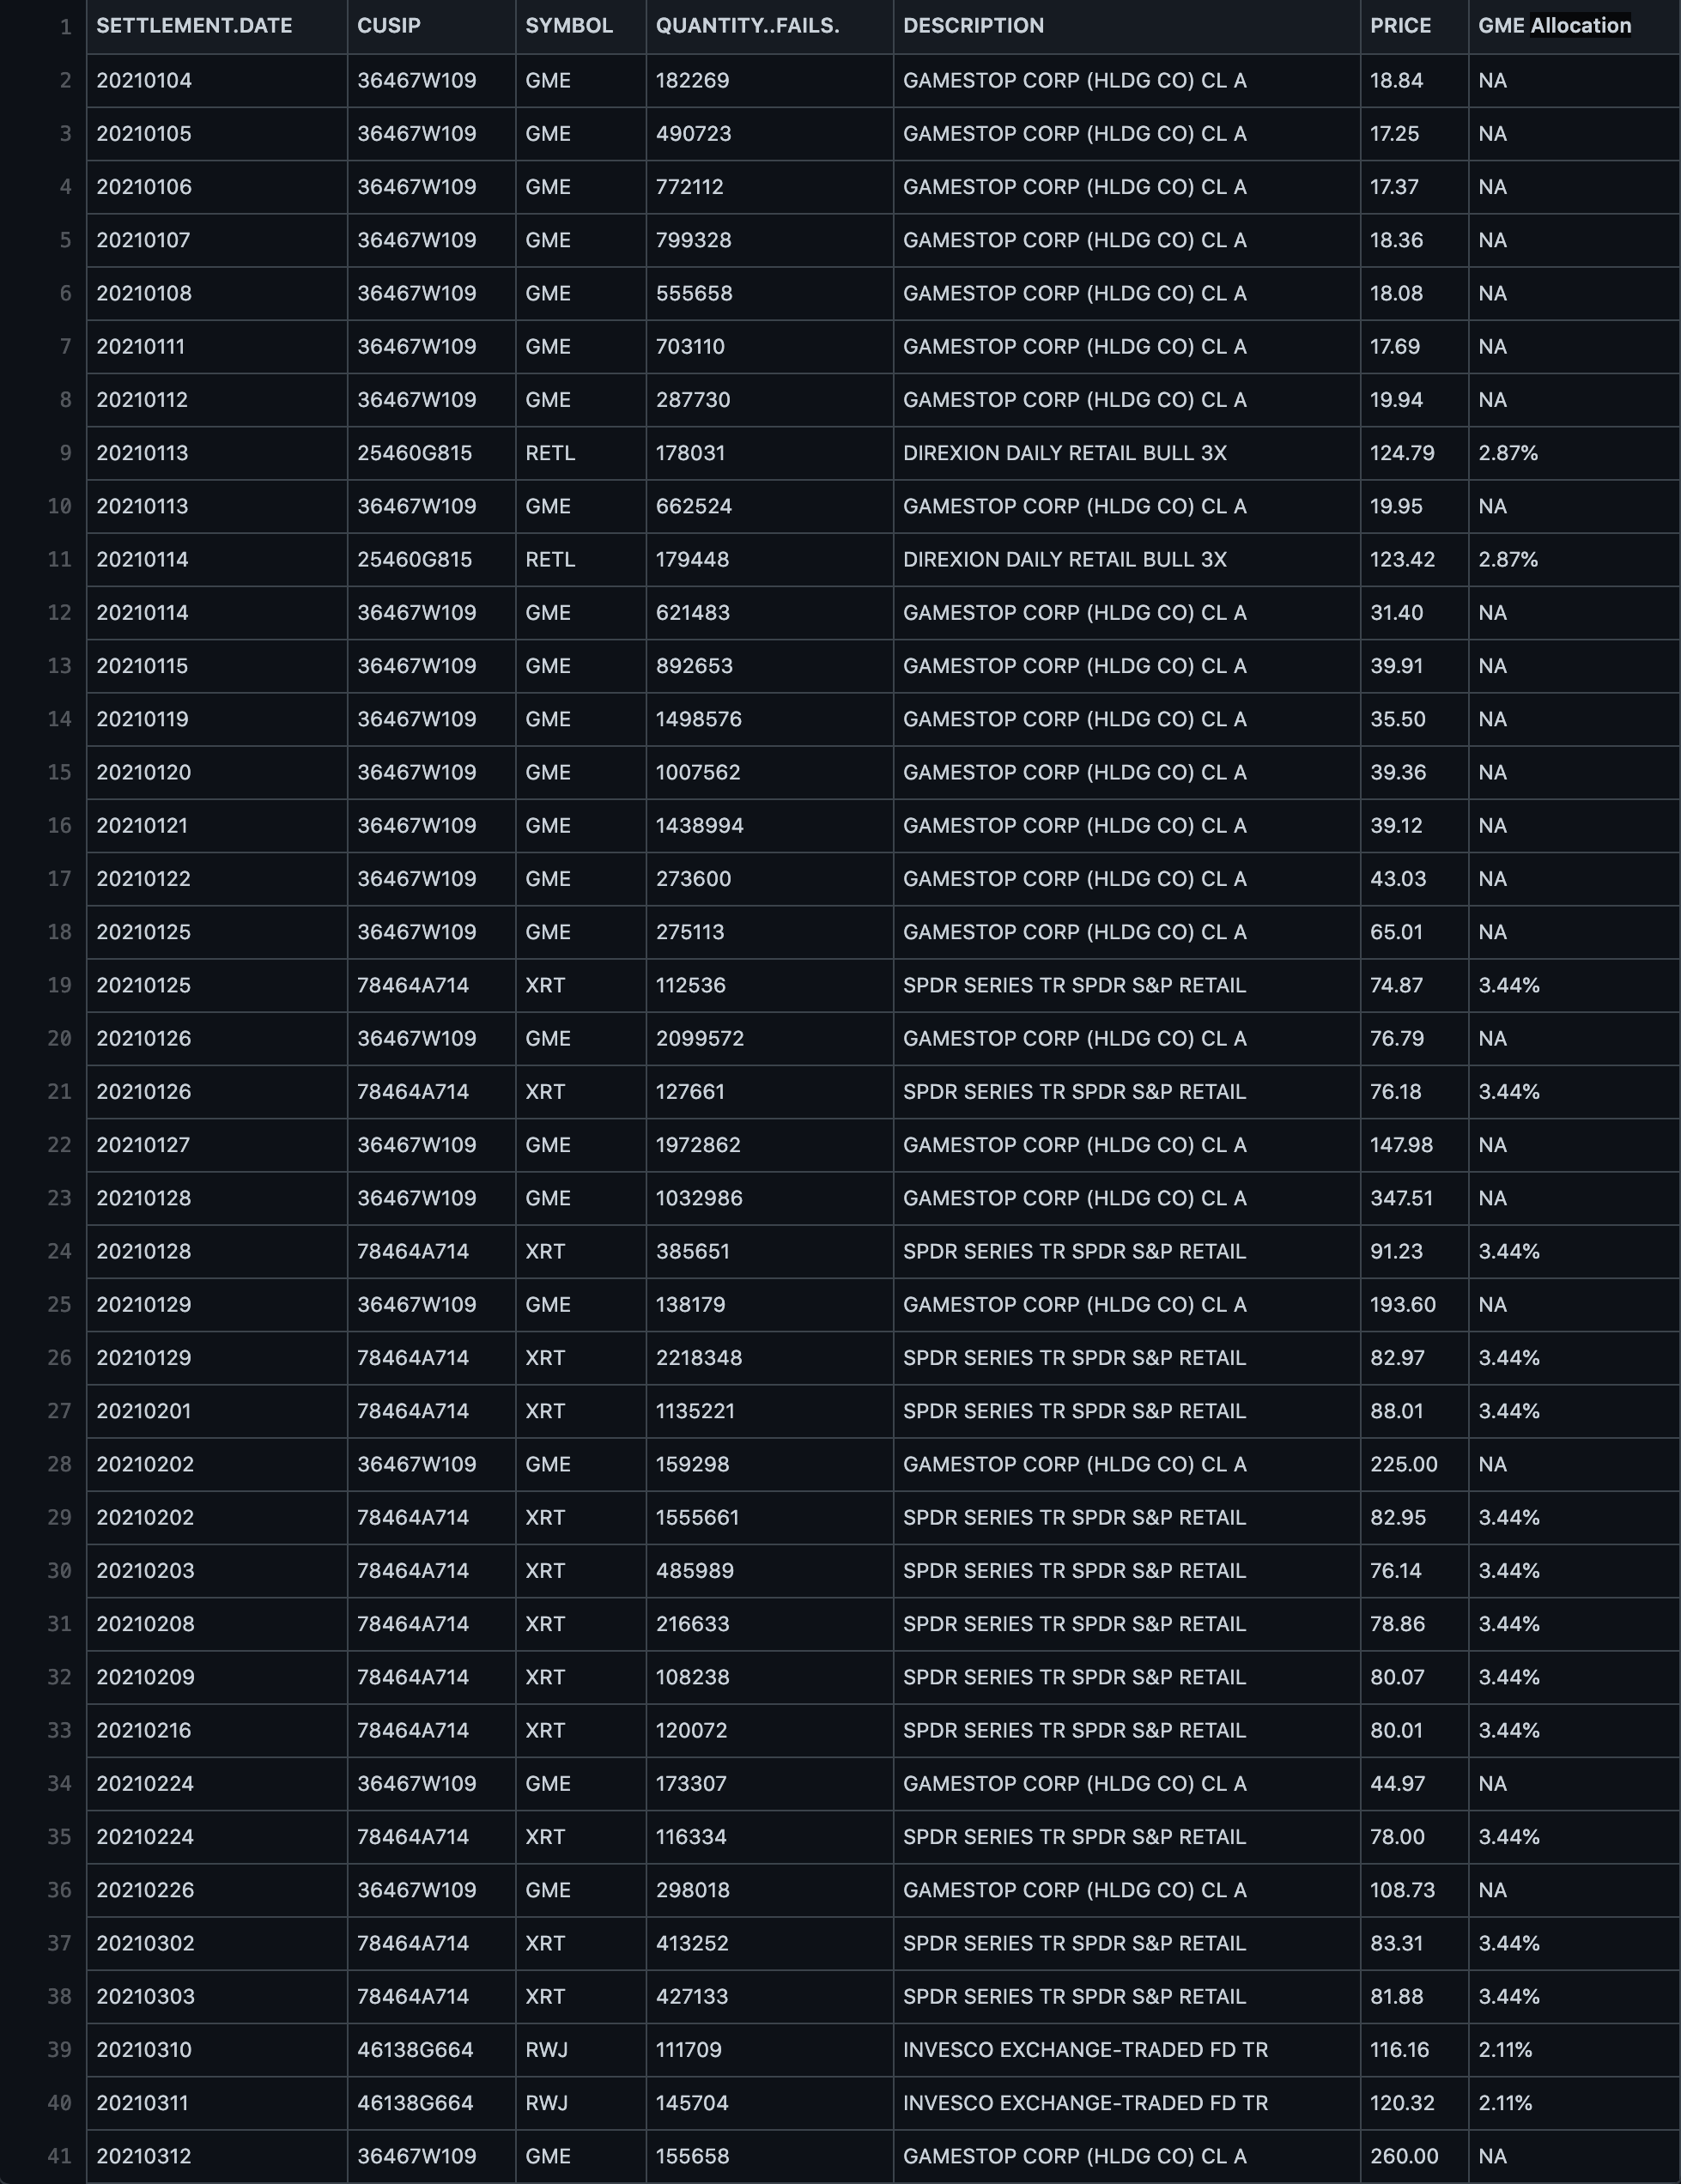 1 SETTLEMENT.DATE CUSIP SYMBOL QUANTITY..FAILS. DESCRIPTION PRICE GME Allocation
2 20210104 36467W109 GME 182269 GAMESTOP CORP (HLDG CO) CL A 18.84 NA
3 20210105 36467W109 GME 490723 GAMESTOP CORP (HLDG CO) CL A 17.25 NA
4 20210106 36467W109 GME 772112 GAMESTOP CORP (HLDG CO) CL A 17.37 NA
5 20210107 36467W109 GME 799328 GAMESTOP CORP (HLDG CO) CL A 18.36 NA
6 20210108 36467W109 GME 555658 GAMESTOP CORP (HLDG CO) CL A 18.08 NA
7 20210111 36467W109 GME 703110 GAMESTOP CORP (HLDG CO) CL A 17.69 NA
8 20210112 36467W109 GME 287730 GAMESTOP CORP (HLDG CO) CL A 19.94 NA
9 20210113 25460G815 RETL 178031 DIREXION DAILY RETAIL BULL 3X 124.79 2.87%
10 20210113 36467W109 GME 662524 GAMESTOP CORP (HLDG CO) CL A 19.95 NA
11 20210114 25460G815 RETL 179448 DIREXION DAILY RETAIL BULL 3X 123.42 2.87%
12 20210114 36467W109 GME 621483 GAMESTOP CORP (HLDG CO) CL A 31.40 NA
13 20210115 36467W109 GME 892653 GAMESTOP CORP (HLDG CO) CL A 39.91 NA
14 20210119 36467W109 GME 1498576 GAMESTOP CORP (HLDG CO) CL A 35.50 NA
15 20210120 36467W109 GME 1007562 GAMESTOP CORP (HLDG CO) CL A 39.36 NA
16 20210121 36467W109 GME 1438994 GAMESTOP CORP (HLDG CO) CL A 39.12 NA
17 20210122 36467W109 GME 273600 GAMESTOP CORP (HLDG CO) CL A 43.03 NA
18 20210125 36467W109 GME 275113 GAMESTOP CORP (HLDG CO) CL A 65.01 NA
19 20210125 78464A714 XRT 112536 SPDR SERIES TR SPDR S&P RETAIL 74.87 3.44%
20 20210126 36467W109 GME 2099572 GAMESTOP CORP (HLDG CO) CL A 76.79 NA
21 20210126 78464A714 XRT 127661 SPDR SERIES TR SPDR S&P RETAIL 76.18 3.44%
22 20210127 36467W109 GME 1972862 GAMESTOP CORP (HLDG CO) CL A 147.98 NA
23 20210128 36467W109 GME 1032986 GAMESTOP CORP (HLDG CO) CL A 347.51 NA
24 20210128 78464A714 XRT 385651 SPDR SERIES TR SPDR S&P RETAIL 91.23 3.44%
25 20210129 36467W109 GME 138179 GAMESTOP CORP (HLDG CO) CL A 193.60 NA
26 20210129 78464A714 XRT 2218348 SPDR SERIES TR SPDR S&P RETAIL 82.97 3.44%
27 20210201 78464A714 XRT 1135221 SPDR SERIES TR SPDR S&P RETAIL 88.01 3.44%
28 20210202 36467W109 GME 159298 GAMESTOP CORP (HLDG CO) CL A 225.00 NA
29 20210202 78464A714 XRT 1555661 SPDR SERIES TR SPDR S&P RETAIL 82.95 3.44%
30 20210203 78464A714 XRT 485989 SPDR SERIES TR SPDR S&P RETAIL 76.14 3.44%
31 20210208 78464A714 XRT 216633 SPDR SERIES TR SPDR S&P RETAIL 78.86 3.44%
32 20210209 78464A714 XRT 108238 SPDR SERIES TR SPDR S&P RETAIL 80.07 3.44%
33 20210216 78464A714 XRT 120072 SPDR SERIES TR SPDR S&P RETAIL 80.01 3.44%
34 20210224 36467W109 GME 173307 GAMESTOP CORP (HLDG CO) CL A 44.97 NA
35 20210224 78464A714 XRT 116334 SPDR SERIES TR SPDR S&P RETAIL 78.00 3.44%
36 20210226 36467W109 GME 298018 GAMESTOP CORP (HLDG CO) CL A 108.73 NA
37 20210302 78464A714 XRT 413252 SPDR SERIES TR SPDR S&P RETAIL 83.31 3.44%
38 20210303 78464A714 XRT 427133 SPDR SERIES TR SPDR S&P RETAIL 81.88 3.44%
39 20210310 46138G664 RWJ 111709 INVESCO EXCHANGE-TRADED FD TR 116.16 2.11%
40 20210311 46138G664 RWJ 145704 INVESCO EXCHANGE-TRADED FD TR 120.32 2.11%
41 20210312 36467W109 GME 155658 GAMESTOP CORP (HLDG CO) CL A 260.00 NA